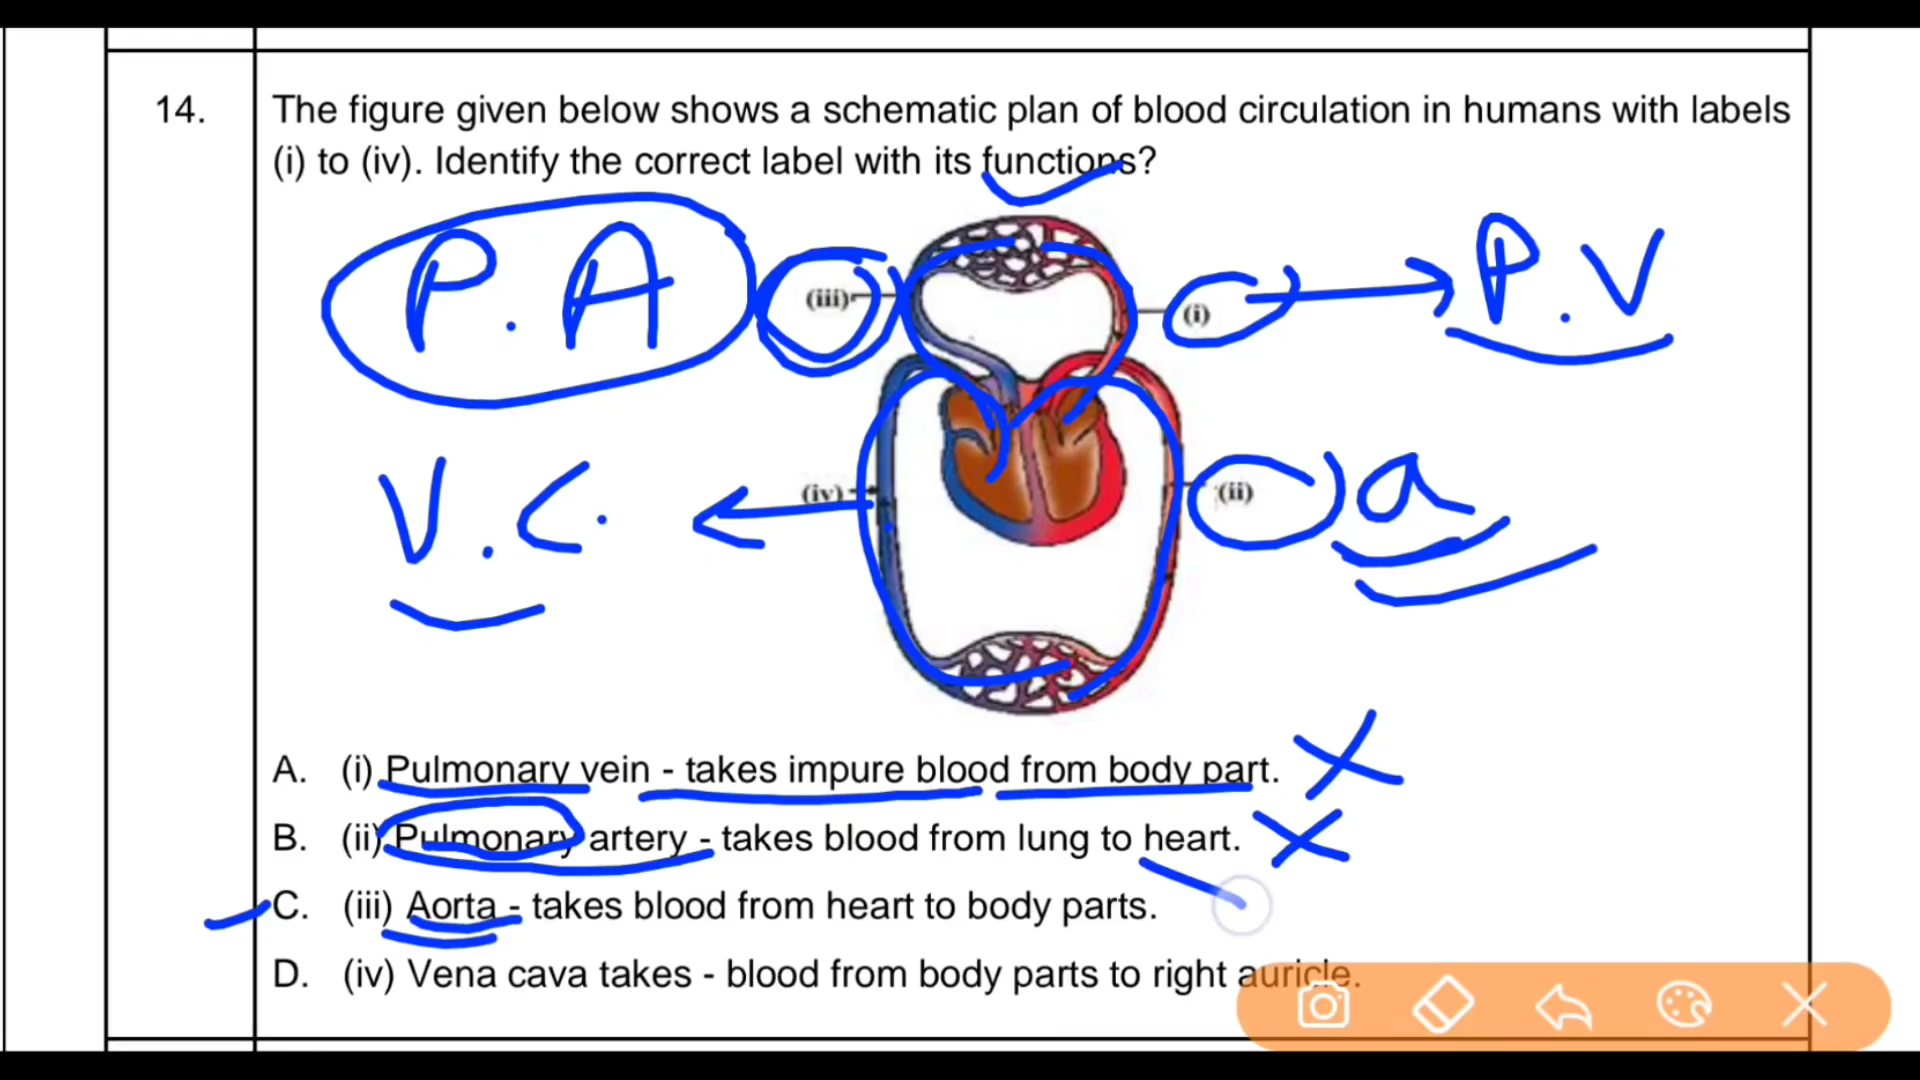 14. The figure given below shows a schematic plan of blood circulation in humans with labels
(i) to (iv). Identify the correct label with its functions?
P.A (iii) (i) P.V
V.C. (iv) (ii) a
A. (i) Pulmonary vein - takes impure blood from body part.
B. (ii) Pulmonary artery - takes blood from lung to heart.
C. (iii) Aorta - takes blood from heart to body parts.
D. (iv) Vena cava takes - blood from body parts to right auricle.